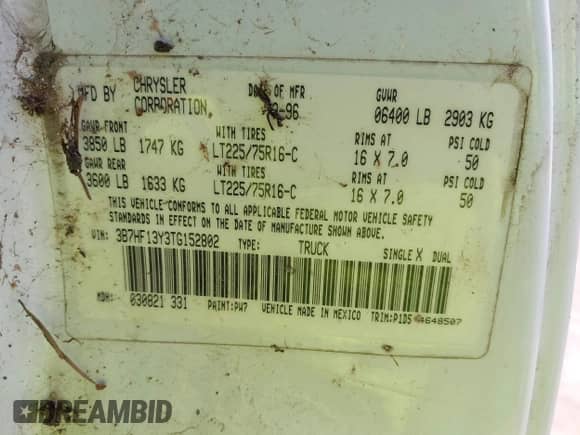 MFD BY CHRYSLER CORPORATION, DATE OF MFR -96 GVWR 06400 LB 2903 KG
GAWR FRONT WITH TIRES RIMS AT PSI COLD
3850 LB 1747 KG LT225/75R16-C 16 X 7.0 50
GAWR REAR WITH TIRES RIMS AT PSI COLD
3600 LB 1633 KG LT225/75R16-C 16 X 7.0 50
THIS VEHICLE CONFORMS TO ALL APPLICABLE FEDERAL MOTOR VEHICLE SAFETY
STANDARDS IN EFFECT ON THE DATE OF MANUFACTURE SHOWN ABOVE.
VIN: 3B7HF13Y3TG152802 TYPE: TRUCK SINGLE X DUAL
MDH: 030821 331 PAINT: PW7 VEHICLE MADE IN MEXICO TRIM: P1D5 4648507
DREAMBID